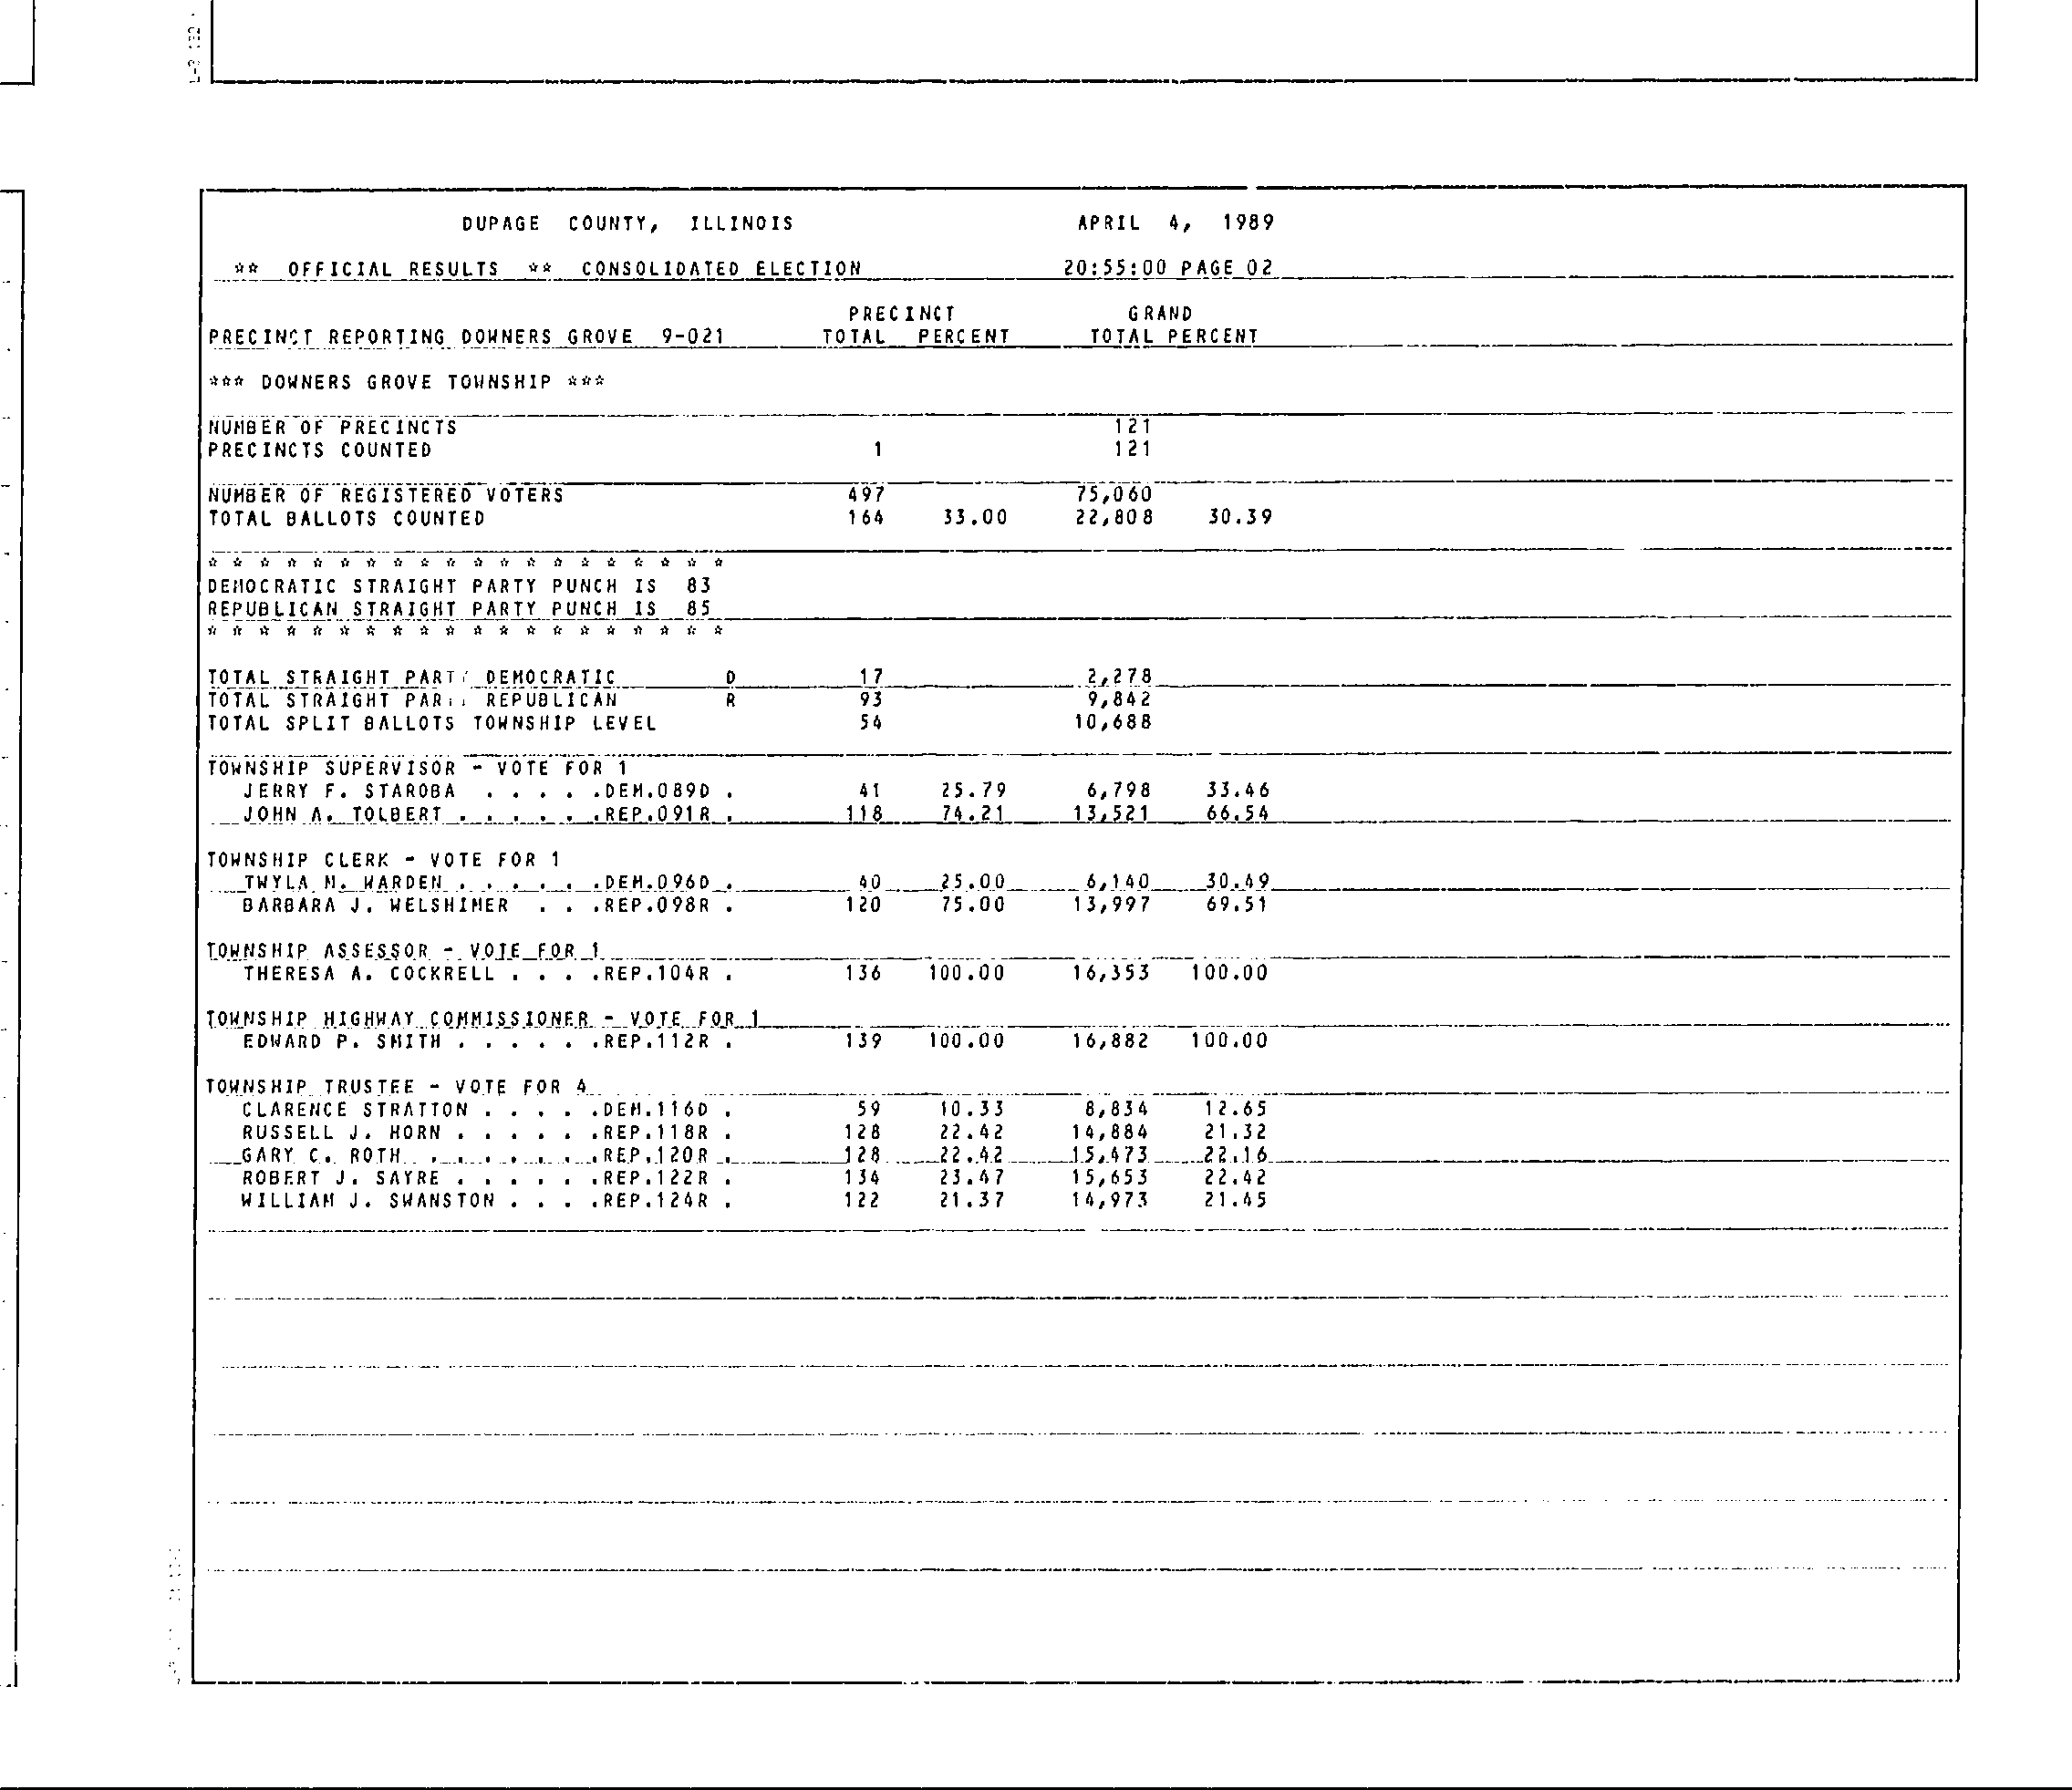 DUPAGE COUNTY, ILLINOIS APRIL 4, 1989
** OFFICIAL RESULTS ** CONSOLIDATED ELECTION 20:55:00 PAGE 02
PRECINCT GRAND
PRECINCT REPORTING DOWNERS GROVE 9-021 TOTAL PERCENT TOTAL PERCENT
*** DOWNERS GROVE TOWNSHIP ***
NUMBER OF PRECINCTS 121
PRECINCTS COUNTED 1 121
NUMBER OF REGISTERED VOTERS 497 75,060
TOTAL BALLOTS COUNTED 164 33.00 22,808 30.39
* * * * * * * * * * * * * * * * * * * *
DEMOCRATIC STRAIGHT PARTY PUNCH IS 83
REPUBLICAN STRAIGHT PARTY PUNCH IS 85
* * * * * * * * * * * * * * * * * * * *
TOTAL STRAIGHT PARTY DEMOCRATIC D 17 2,278
TOTAL STRAIGHT PARTY REPUBLICAN R 93 9,842
TOTAL SPLIT BALLOTS TOWNSHIP LEVEL 54 10,688
TOWNSHIP SUPERVISOR - VOTE FOR 1
JERRY F. STAROBA . . . . .DEM.089D . 41 25.79 6,798 33.46
JOHN A. TOLBERT . . . . . .REP.091R . 118 74.21 13,521 66.54
TOWNSHIP CLERK - VOTE FOR 1
TWYLA M. WARDEN . . . . . .DEM.096D . 40 25.00 6,140 30.49
BARBARA J. WELSHIMER . . .REP.098R . 120 75.00 13,997 69.51
TOWNSHIP ASSESSOR - VOTE FOR 1
THERESA A. COCKRELL . . . .REP.104R . 136 100.00 16,353 100.00
TOWNSHIP HIGHWAY COMMISSIONER - VOTE FOR 1
EDWARD P. SMITH . . . . . .REP.112R . 139 100.00 16,882 100.00
TOWNSHIP TRUSTEE - VOTE FOR 4
CLARENCE STRATTON . . . . .DEM.116D . 59 10.33 8,834 12.65
RUSSELL J. HORN . . . . . .REP.118R . 128 22.42 14,884 21.32
GARY C. ROTH . . . . . . .REP.120R . 128 22.42 15,473 22.16
ROBERT J. SAYRE . . . . . .REP.122R . 134 23.47 15,653 22.42
WILLIAM J. SWANSTON . . . .REP.124R . 122 21.37 14,973 21.45